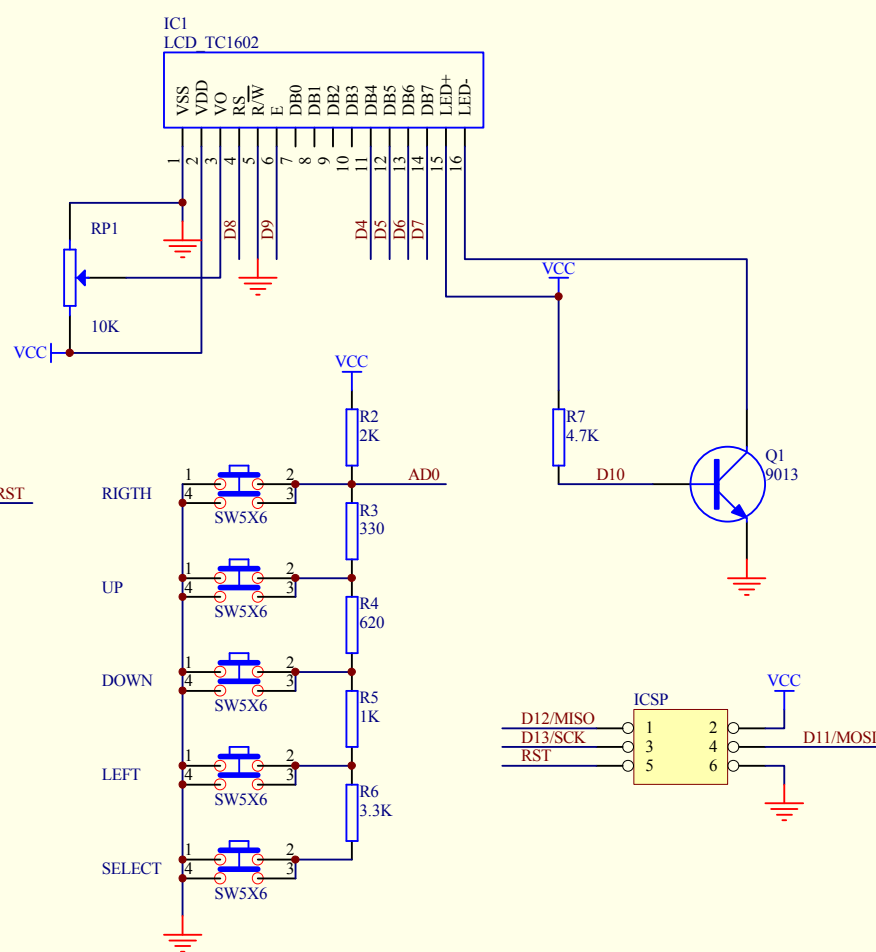 IC1
LCD_TC1602
VSS
VDD
VO
RS
R/W
E
DB0
DB1
DB2
DB3
DB4
DB5
DB6
DB7
LED+
LED-
1
2
3
4
5
6
7
8
9
10
11
12
13
14
15
16
D8
D9
D4
D5
D6
D7
RP1
10K
VCC
VCC
R7
4.7K
D10
Q1
9013
VCC
R2
2K
AD0
RST
RIGTH
1
4
2
3
SW5X6
R3
330
UP
1
4
2
3
SW5X6
R4
620
DOWN
1
4
2
3
SW5X6
R5
1K
LEFT
1
4
2
3
SW5X6
R6
3.3K
SELECT
1
4
2
3
SW5X6
ICSP
VCC
D12/MISO
D13/SCK
RST
1
3
5
2
4
6
D11/MOSI